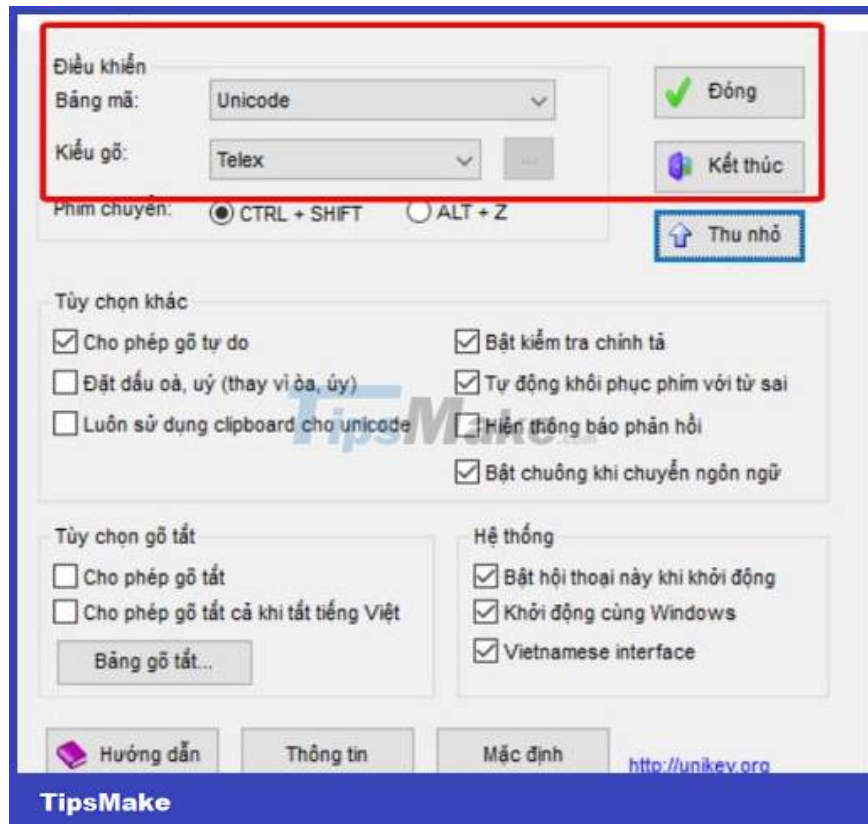 Điều khiển
Bảng mã:
Unicode
Đóng
Kiểu gõ:
Telex
...
Kết thúc
Phím chuyển:
CTRL + SHIFT
ALT + Z
Thu nhỏ
Tùy chọn khác
Cho phép gõ tự do
Bật kiểm tra chính tả
Đặt dấu oà, uý (thay vì òa, úy)
Tự động khôi phục phím với từ sai
Luôn sử dụng clipboard cho unicode
Hiện thông báo phản hồi
TipsMake.com
Bật chuông khi chuyển ngôn ngữ
Tùy chọn gõ tắt
Hệ thống
Cho phép gõ tắt
Bật hội thoại này khi khởi động
Cho phép gõ tắt cả khi tắt tiếng Việt
Khởi động cùng Windows
Bảng gõ tắt...
Vietnamese interface
Hướng dẫn
Thông tin
Mặc định
http://unikey.org
TipsMake